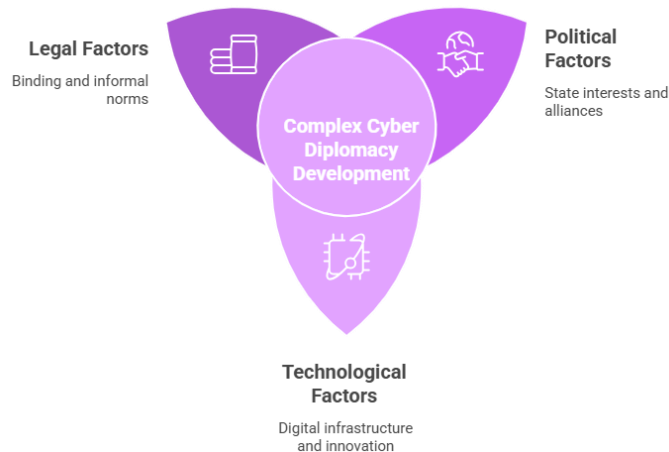 Legal Factors
Binding and informal
norms
Political
Factors
State interests and
alliances
Complex Cyber
Diplomacy
Development
Technological
Factors
Digital infrastructure
and innovation